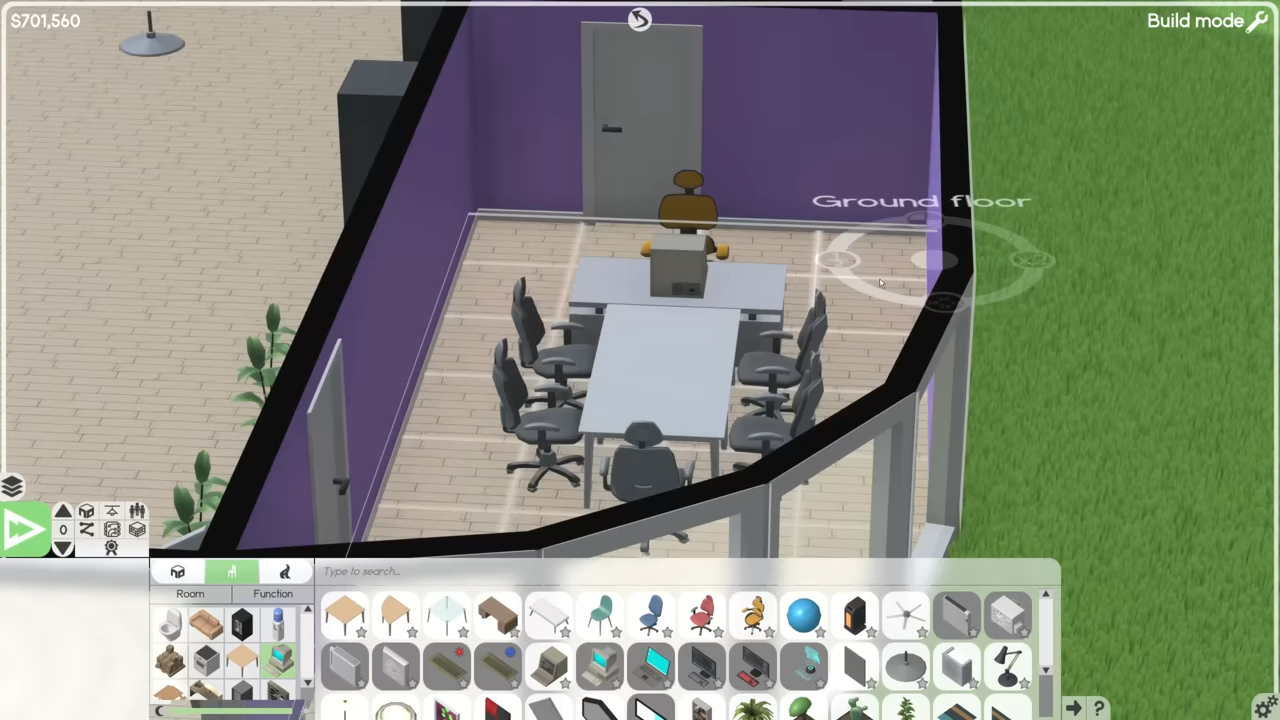 $701,560
Build mode
Ground floor
0
Type to search...
Room
Function
?